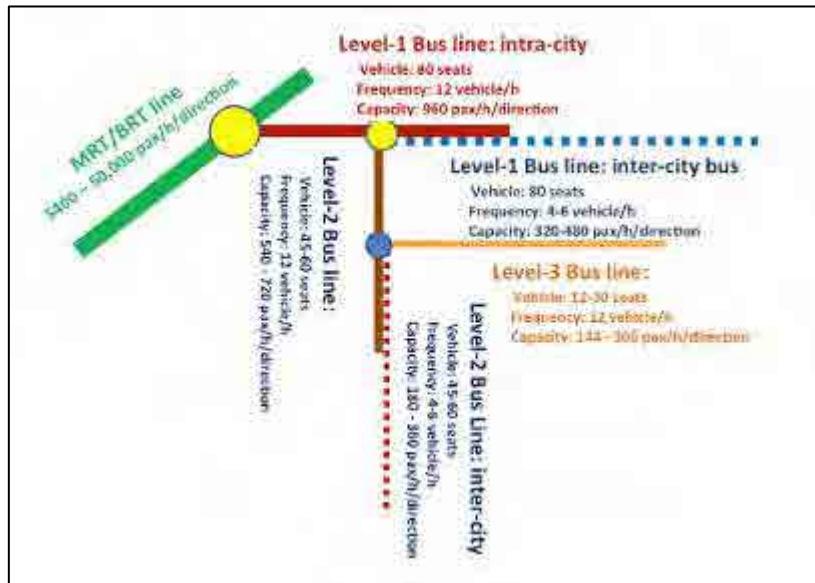 Level-1 Bus line: intra-city
Vehicle: 80 seats
Frequency: 12 vehicle/h
Capacity: 960 pax/h/direction
MRT/BRT line
5400 – 50,000 pax/h/direction
Level-1 Bus line: inter-city bus
Vehicle: 80 seats
Frequency: 4-6 vehicle/h
Capacity: 320-480 pax/h/direction
Level-2 Bus line:
Vehicle: 45-60 seats
Frequency: 12 vehicle/h
Capacity: 540 - 720 pax/h/direction
Level-3 Bus line:
Vehicle: 12-30 seats
Frequency: 12 vehicle/h
Capacity: 144 - 360 pax/h/direction
Level-2 Bus Line: inter-city
Vehicle: 45-60 seats
Frequency: 4-6 vehicle/h
Capacity: 180 - 360 pax/h/direction